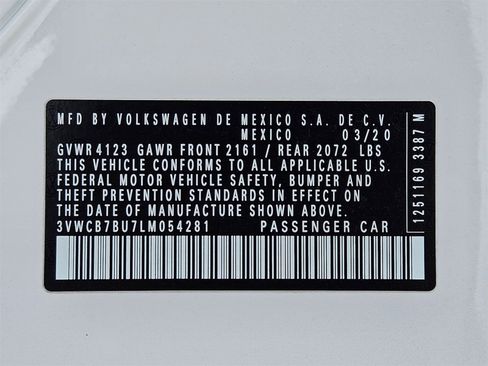 MFD BY VOLKSWAGEN DE MEXICO S.A. DE C.V.
MEXICO 03/20
GVWR 4123 GAWR FRONT 2161 / REAR 2072 LBS
THIS VEHICLE CONFORMS TO ALL APPLICABLE U.S.
FEDERAL MOTOR VEHICLE SAFETY, BUMPER AND
THEFT PREVENTION STANDARDS IN EFFECT ON
THE DATE OF MANUFACTURE SHOWN ABOVE.
3VWCB7BU7LM054281 PASSENGER CAR
1251169 3387 M